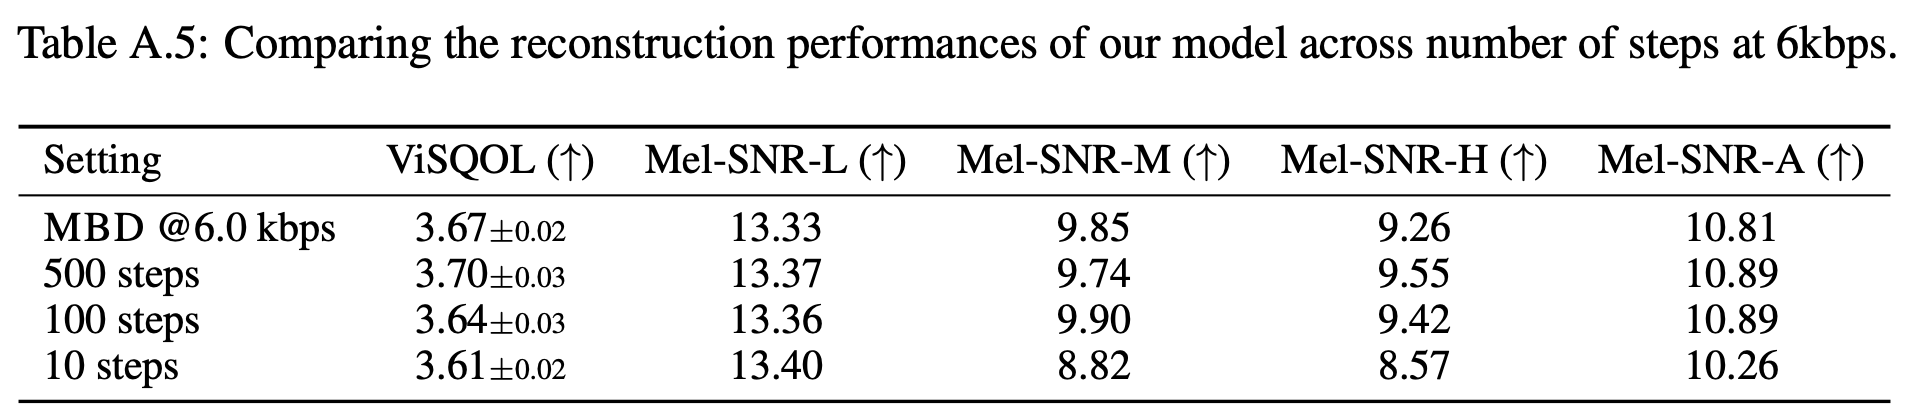 Table A.5: Comparing the reconstruction performances of our model across number of steps at 6kbps.
Setting ViSQOL (↑) Mel-SNR-L (↑) Mel-SNR-M (↑) Mel-SNR-H (↑) Mel-SNR-A (↑)
MBD @6.0 kbps 3.67±0.02 13.33 9.85 9.26 10.81
500 steps 3.70±0.03 13.37 9.74 9.55 10.89
100 steps 3.64±0.03 13.36 9.90 9.42 10.89
10 steps 3.61±0.02 13.40 8.82 8.57 10.26